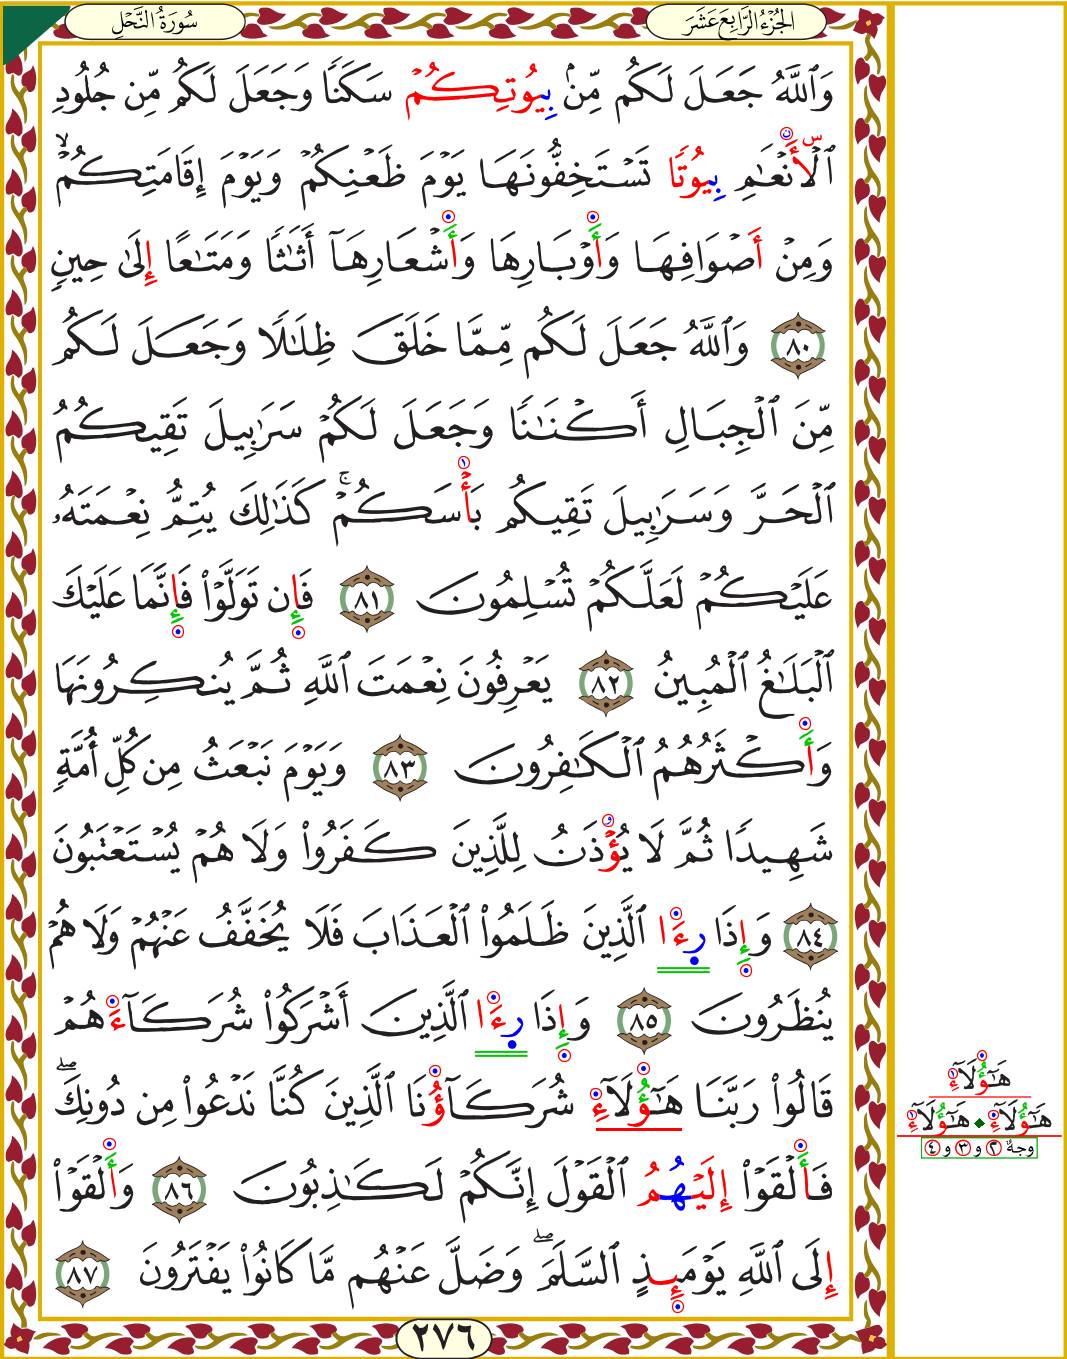 الجُزْءُ الرَّابِعَ عَشَرَ
سُورَةُ النَّحْلِ
وَٱللَّهُ جَعَلَ لَكُم مِّنۢ بِيُوتِكُمۡ سَكَنٗا وَجَعَلَ لَكُم مِّن جُلُودِ
ٱلۡأَنۡعَٰمِ بِيُوتٗا تَسۡتَخِفُّونَهَا يَوۡمَ ظَعۡنِكُمۡ وَيَوۡمَ إِقَامَتِكُمۡۙ
وَمِنۡ أَصۡوَافِهَا وَأَوۡبَارِهَا وَأَشۡعَارِهَآ أَثَٰثٗا وَمَتَٰعًا إِلَىٰ حِينٖ
٨٠ وَٱللَّهُ جَعَلَ لَكُم مِّمَّا خَلَقَ ظِلَٰلٗا وَجَعَلَ لَكُم
مِّنَ ٱلۡجِبَالِ أَكۡنَٰنٗا وَجَعَلَ لَكُمۡ سَرَٰبِيلَ تَقِيكُمُ
ٱلۡحَرَّ وَسَرَٰبِيلَ تَقِيكُم بَأۡسَكُمۡۚ كَذَٰلِكَ يُتِمُّ نِعۡمَتَهُۥ
عَلَيۡكُمۡ لَعَلَّكُمۡ تُسۡلِمُونَ ٨١ فَإِن تَوَلَّوۡاْ فَإِنَّمَا عَلَيۡكَ
ٱلۡبَلَٰغُ ٱلۡمُبِينُ ٨٢ يَعۡرِفُونَ نِعۡمَتَ ٱللَّهِ ثُمَّ يُنكِرُونَهَا
وَأَكۡثَرُهُمُ ٱلۡكَٰفِرُونَ ٨٣ وَيَوۡمَ نَبۡعَثُ مِن كُلِّ أُمَّةٖ
شَهِيدٗا ثُمَّ لَا يُؤۡذَنُ لِلَّذِينَ كَفَرُواْ وَلَا هُمۡ يُسۡتَعۡتَبُونَ
٨٤ وَإِذَا رِءَا ٱلَّذِينَ ظَلَمُواْ ٱلۡعَذَابَ فَلَا يُخَفَّفُ عَنۡهُمۡ وَلَا هُمۡ
يُنظَرُونَ ٨٥ وَإِذَا رِءَا ٱلَّذِينَ أَشۡرَكُواْ شُرَكَآءَهُمۡ
قَالُواْ رَبَّنَا هَٰٓؤُلَآءِ شُرَكَآؤُنَا ٱلَّذِينَ كُنَّا نَدۡعُواْ مِن دُونِكَۖ
فَأَلۡقَوۡاْ إِلَيۡهُمُ ٱلۡقَوۡلَ إِنَّكُمۡ لَكَٰذِبُونَ ٨٦ وَأَلۡقَوۡاْ
إِلَى ٱللَّهِ يَوۡمَئِذٍ ٱلسَّلَمَۖ وَضَلَّ عَنۡهُم مَّا كَانُواْ يَفۡتَرُونَ ٨٧
٢٧٦
هَٰٓؤُلَآءِ
هَٰٓؤُلَآءِ ◆ هَٰٓؤُلَآءِ
وجهٌ ٢ و ٣ و ٤